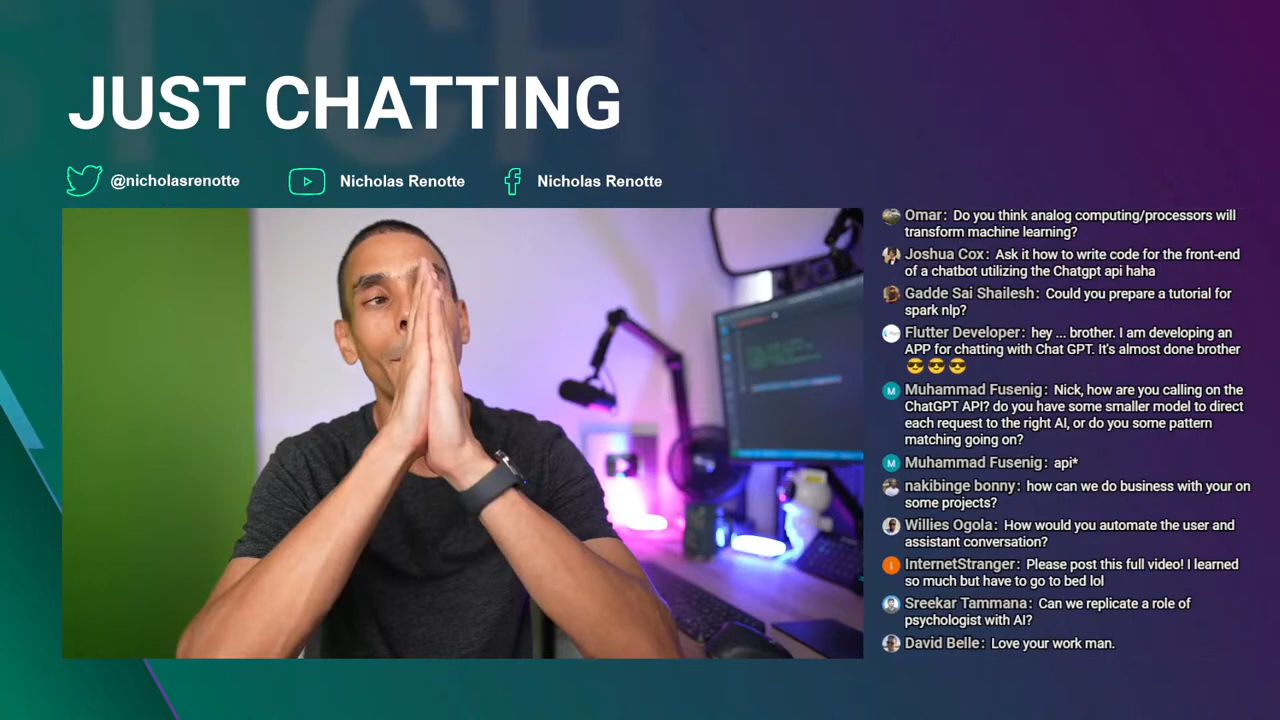 JUST CHATTING
@nicholasrenotte
Nicholas Renotte
Nicholas Renotte
Omar: Do you think analog computing/processors will
transform machine learning?
Joshua Cox: Ask it how to write code for the front-end
of a chatbot utilizing the Chatgpt api haha
Gadde Sai Shailesh: Could you prepare a tutorial for
spark nlp?
Flutter Developer: hey ... brother. I am developing an
APP for chatting with Chat GPT. It's almost done brother
😎😎😎
M Muhammad Fusenig: Nick, how are you calling on the
ChatGPT API? do you have some smaller model to direct
each request to the right AI, or do you some pattern
matching going on?
M Muhammad Fusenig: api*
nakibinge bonny: how can we do business with your on
some projects?
Willies Ogola: How would you automate the user and
assistant conversation?
I InternetStranger: Please post this full video! I learned
so much but have to go to bed lol
Sreekar Tammana: Can we replicate a role of
psychologist with AI?
David Belle: Love your work man.